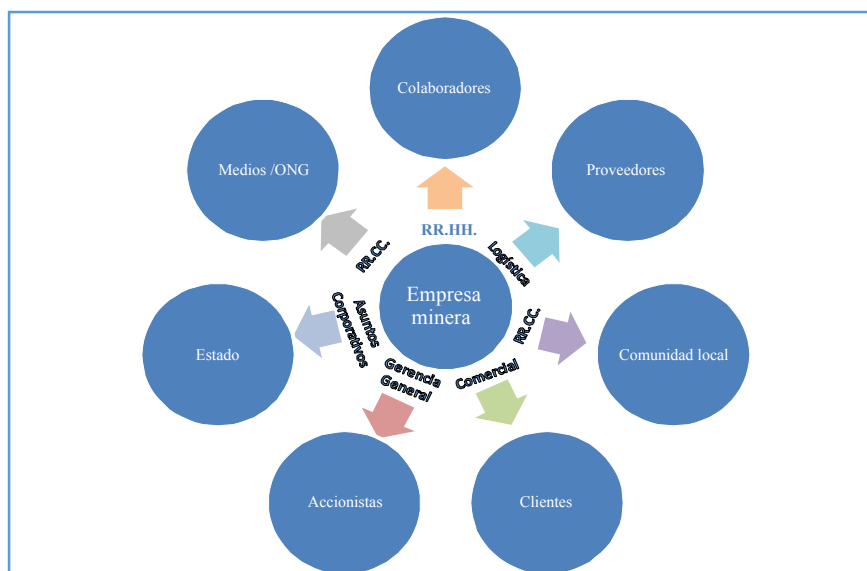 Colaboradores
Medios /ONG
Proveedores
RR.HH.
RR.CC.
Logística
Empresa
minera
RR.CC.
Asuntos
Corporativos
Estado
Comunidad local
Gerencia
General
Comercial
Accionistas
Clientes